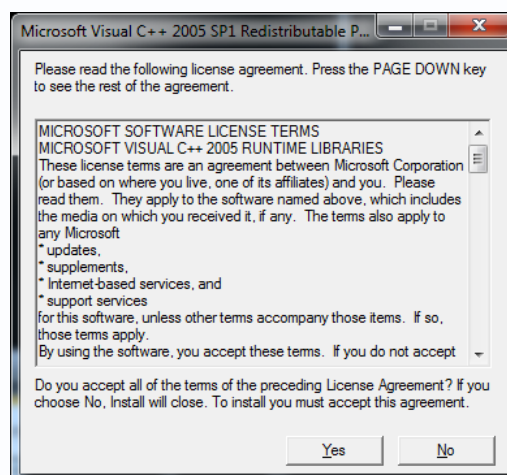 Microsoft Visual C++ 2005 SP1 Redistributable P...
Please read the following license agreement. Press the PAGE DOWN key
to see the rest of the agreement.
MICROSOFT SOFTWARE LICENSE TERMS
MICROSOFT VISUAL C++ 2005 RUNTIME LIBRARIES
These license terms are an agreement between Microsoft Corporation
(or based on where you live, one of its affiliates) and you.  Please
read them.  They apply to the software named above, which includes
the media on which you received it, if any.  The terms also apply to
any Microsoft
* updates,
* supplements,
* Internet-based services, and
* support services
for this software, unless other terms accompany those items.  If so,
those terms apply.
By using the software, you accept these terms.  If you do not accept
Do you accept all of the terms of the preceding License Agreement? If you
choose No, Install will close. To install you must accept this agreement.
Yes No